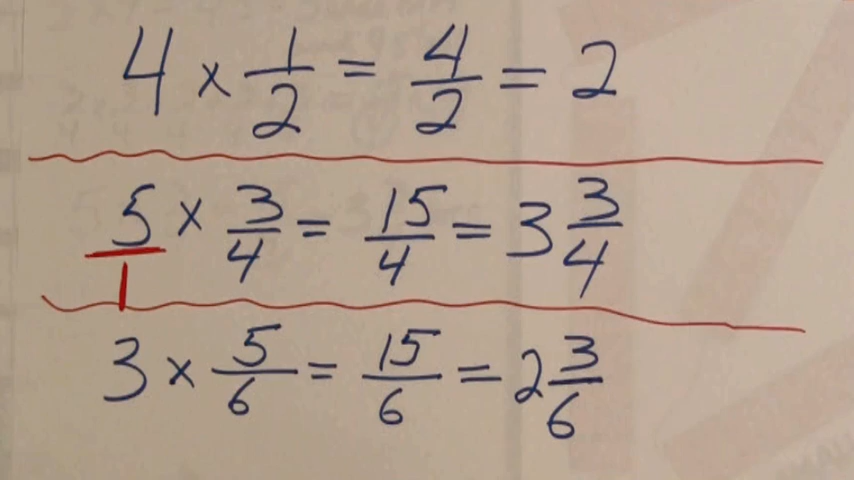 4 × 1/2 = 4/2 = 2
5/1 × 3/4 = 15/4 = 3 3/4
3 × 5/6 = 15/6 = 2 3/6